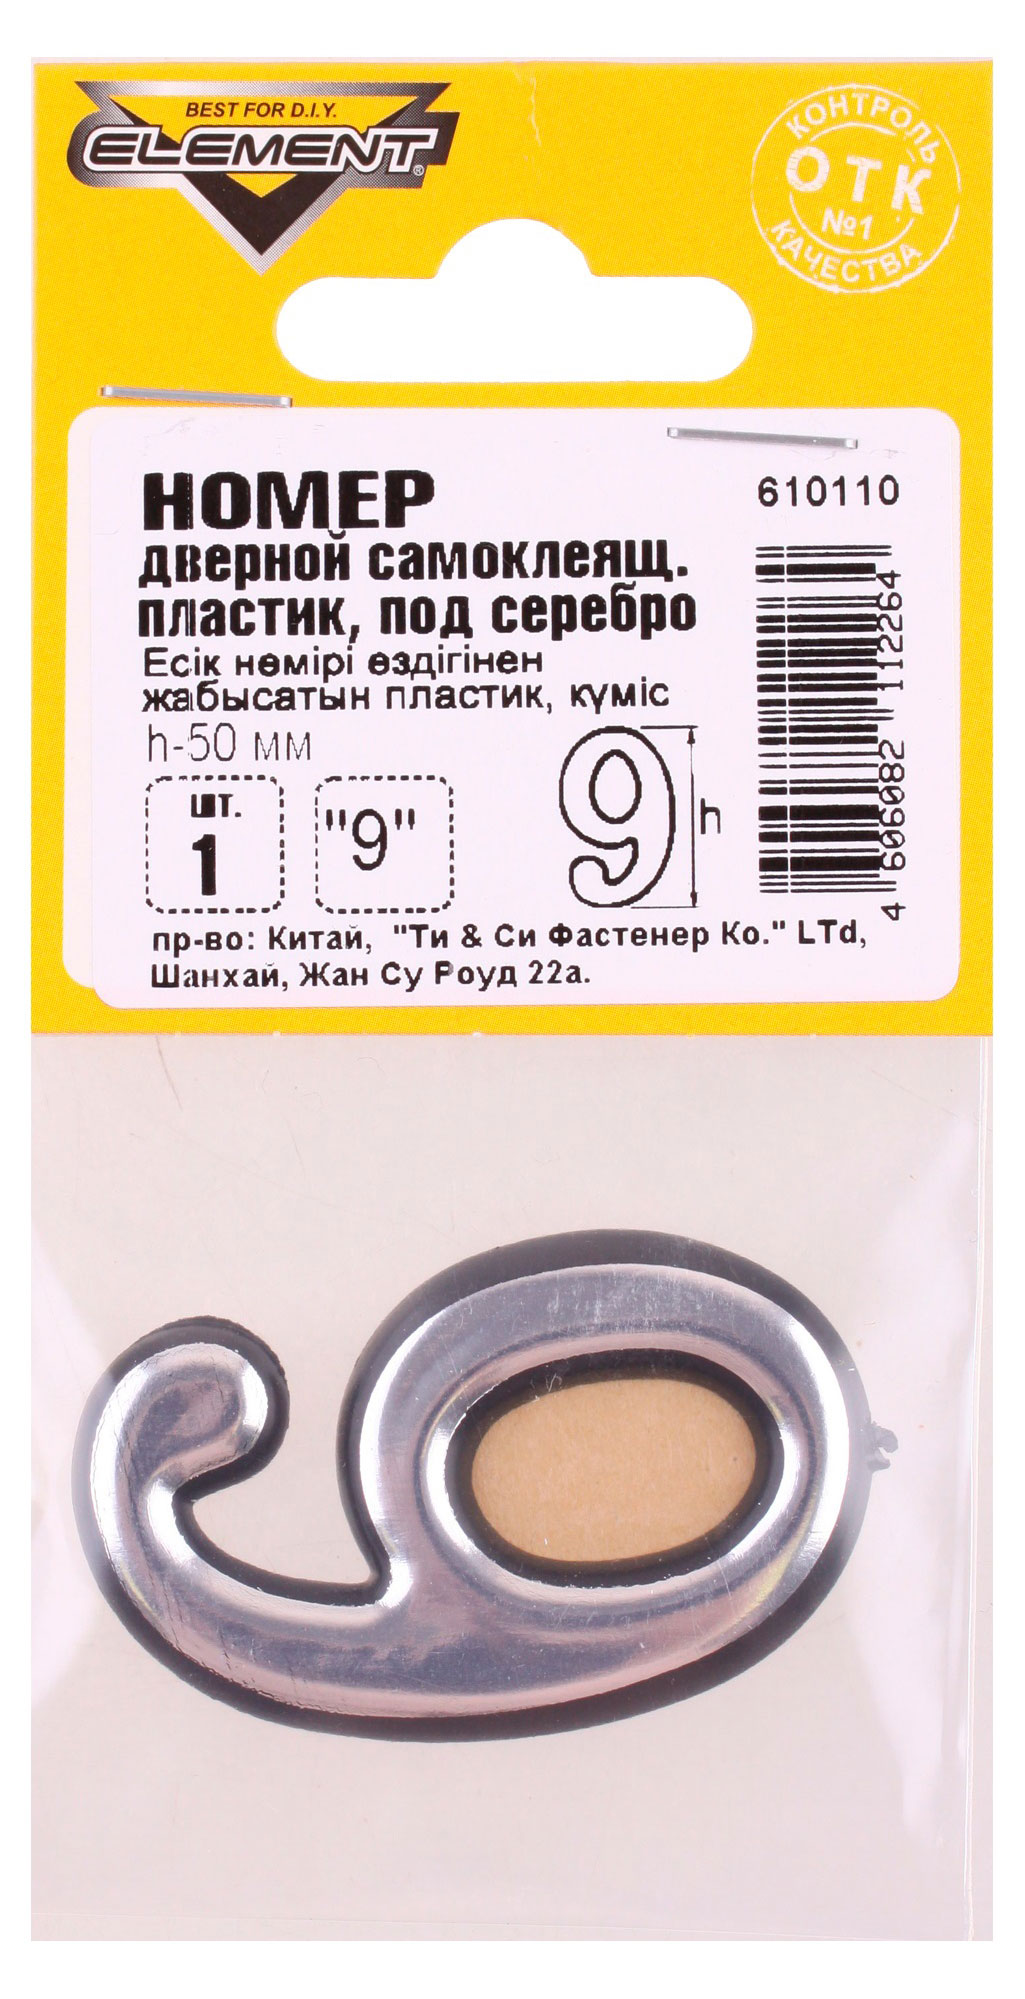 BEST FOR D.I.Y.
ELEMENT®
КОНТРОЛЬ
ОТК
№1
КАЧЕСТВА
НОМЕР
дверной самоклеящ.
пластик, под серебро
Есік нөмірі өздігінен
жабысатын пластик, күміс
h-50 мм
шт.
1
"9"
9
h
610110
4 606082 112264
пр-во: Китай, "Ти & Си Фастенер Ко." LTd,
Шанхай, Жан Су Роуд 22а.
9